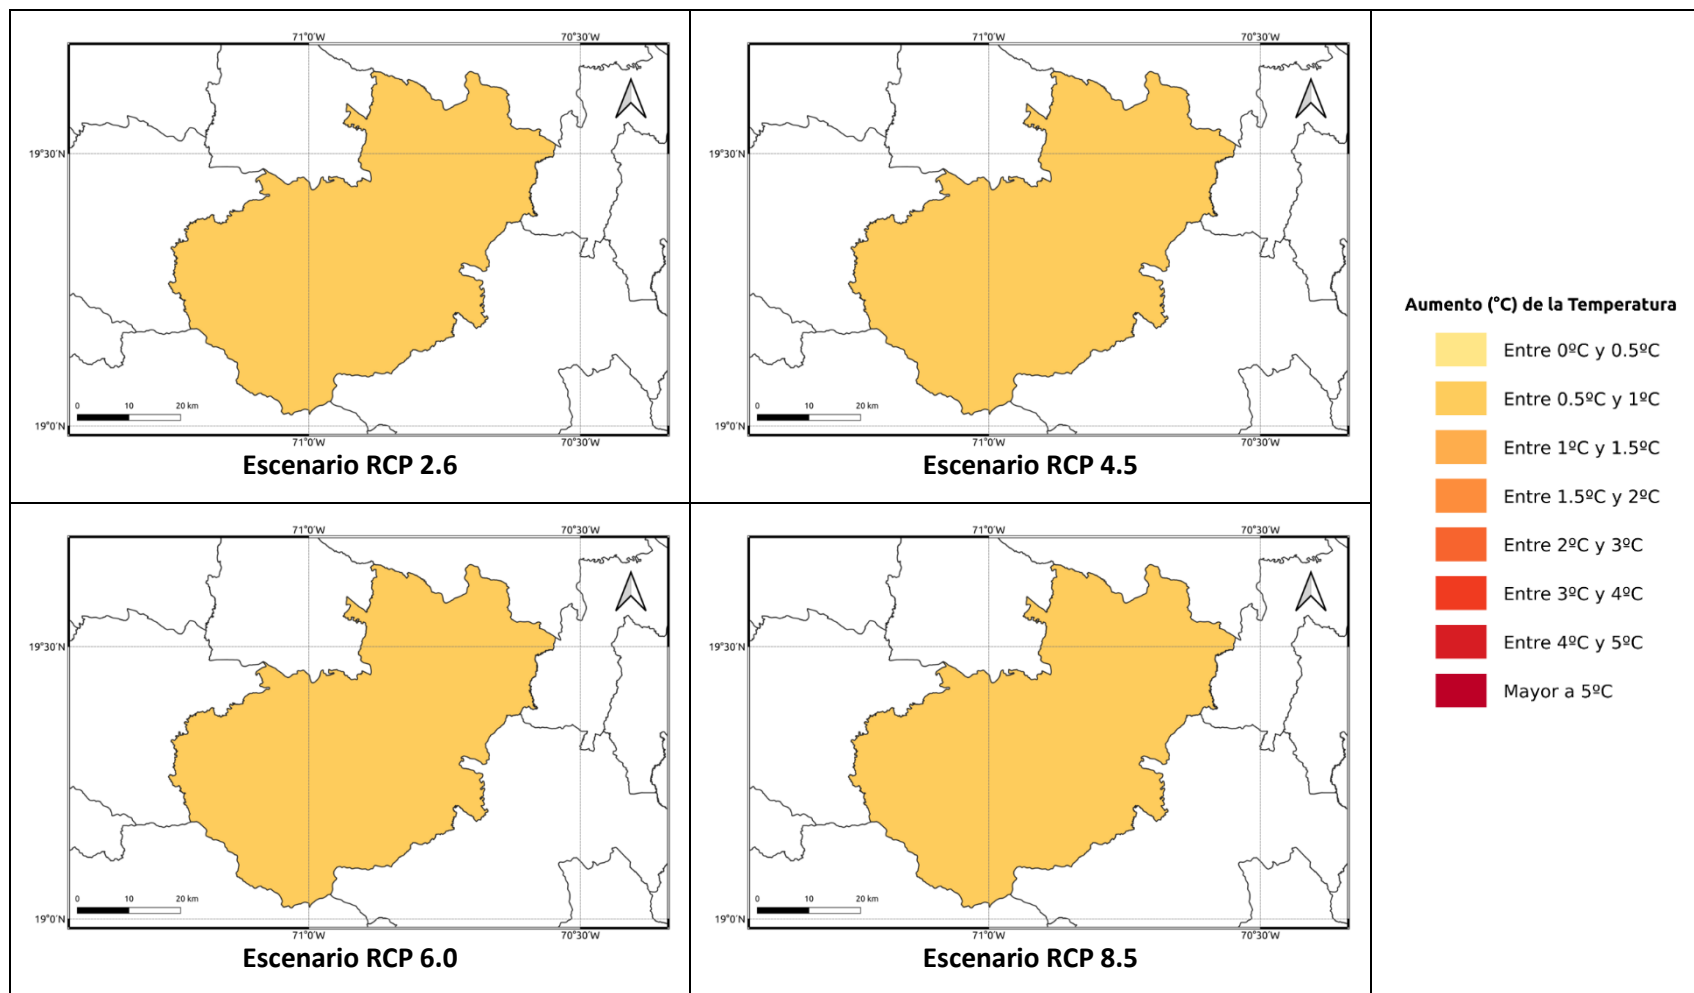 71°0'W
70°30'W
19°30'N
0
10
20 km
19°0'N
71°0'W
70°30'W
Escenario RCP 2.6
71°0'W
70°30'W
19°30'N
0
10
20 km
19°0'N
71°0'W
70°30'W
Escenario RCP 4.5
71°0'W
70°30'W
19°30'N
0
10
20 km
19°0'N
71°0'W
70°30'W
Escenario RCP 6.0
71°0'W
70°30'W
19°30'N
0
10
20 km
19°0'N
71°0'W
70°30'W
Escenario RCP 8.5
Aumento (°C) de la Temperatura
Entre 0ºC y 0.5ºC
Entre 0.5ºC y 1ºC
Entre 1ºC y 1.5ºC
Entre 1.5ºC y 2ºC
Entre 2ºC y 3ºC
Entre 3ºC y 4ºC
Entre 4ºC y 5ºC
Mayor a 5ºC